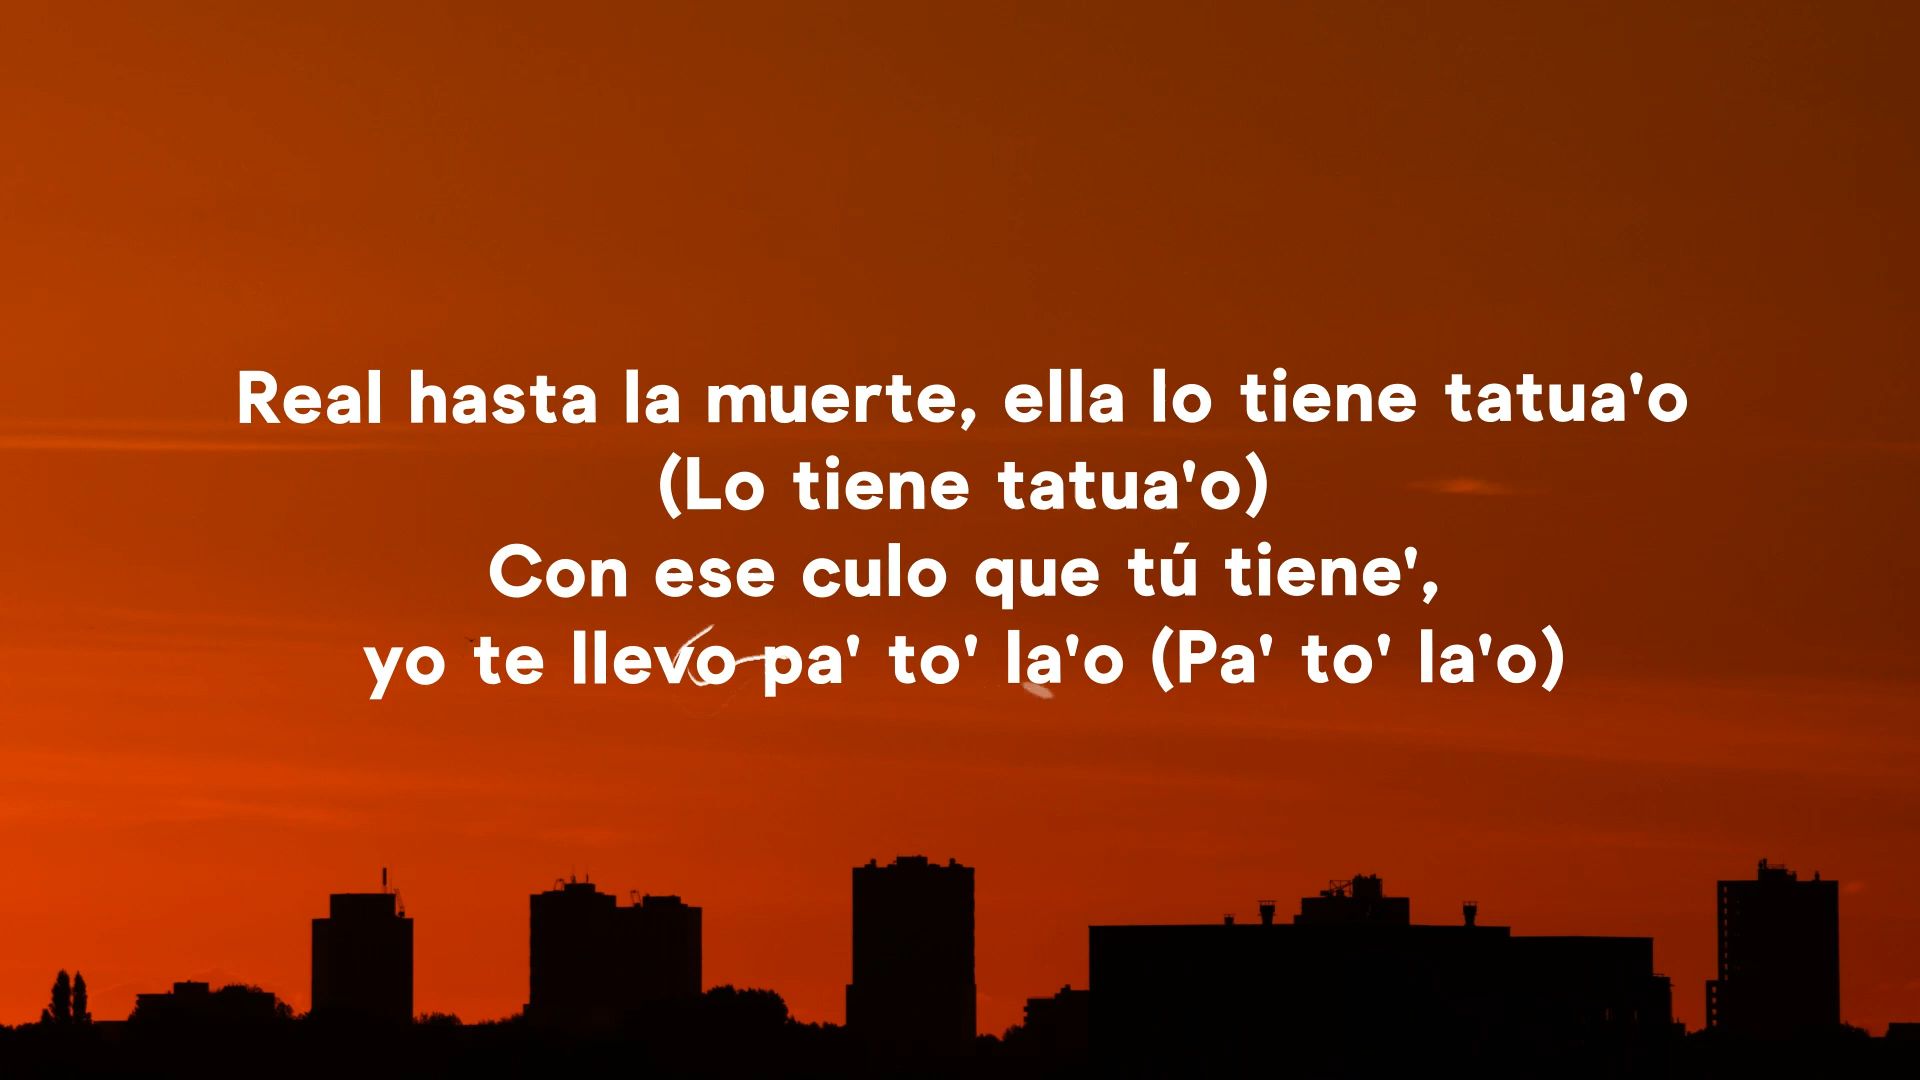 Real hasta la muerte, ella lo tiene tatua'o
(Lo tiene tatua'o)
Con ese culo que tú tiene',
yo te llevo pa' to' la'o (Pa' to' la'o)